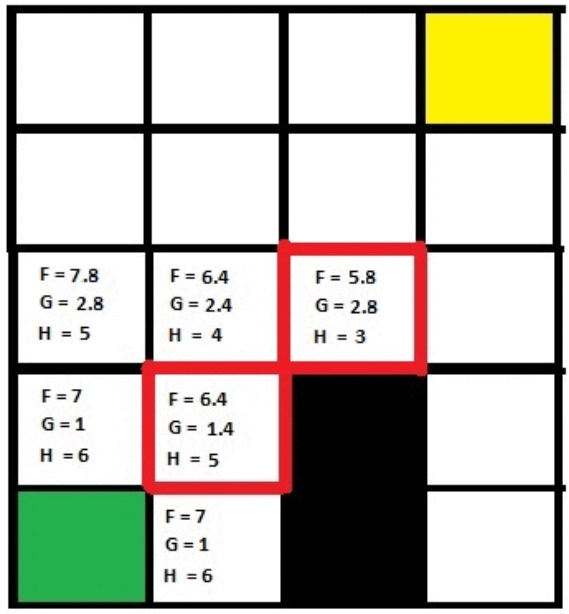 F = 7.8
G = 2.8
H = 5
F = 6.4
G = 2.4
H = 4
F = 5.8
G = 2.8
H = 3
F = 7
G = 1
H = 6
F = 6.4
G = 1.4
H = 5
F = 7
G = 1
H = 6